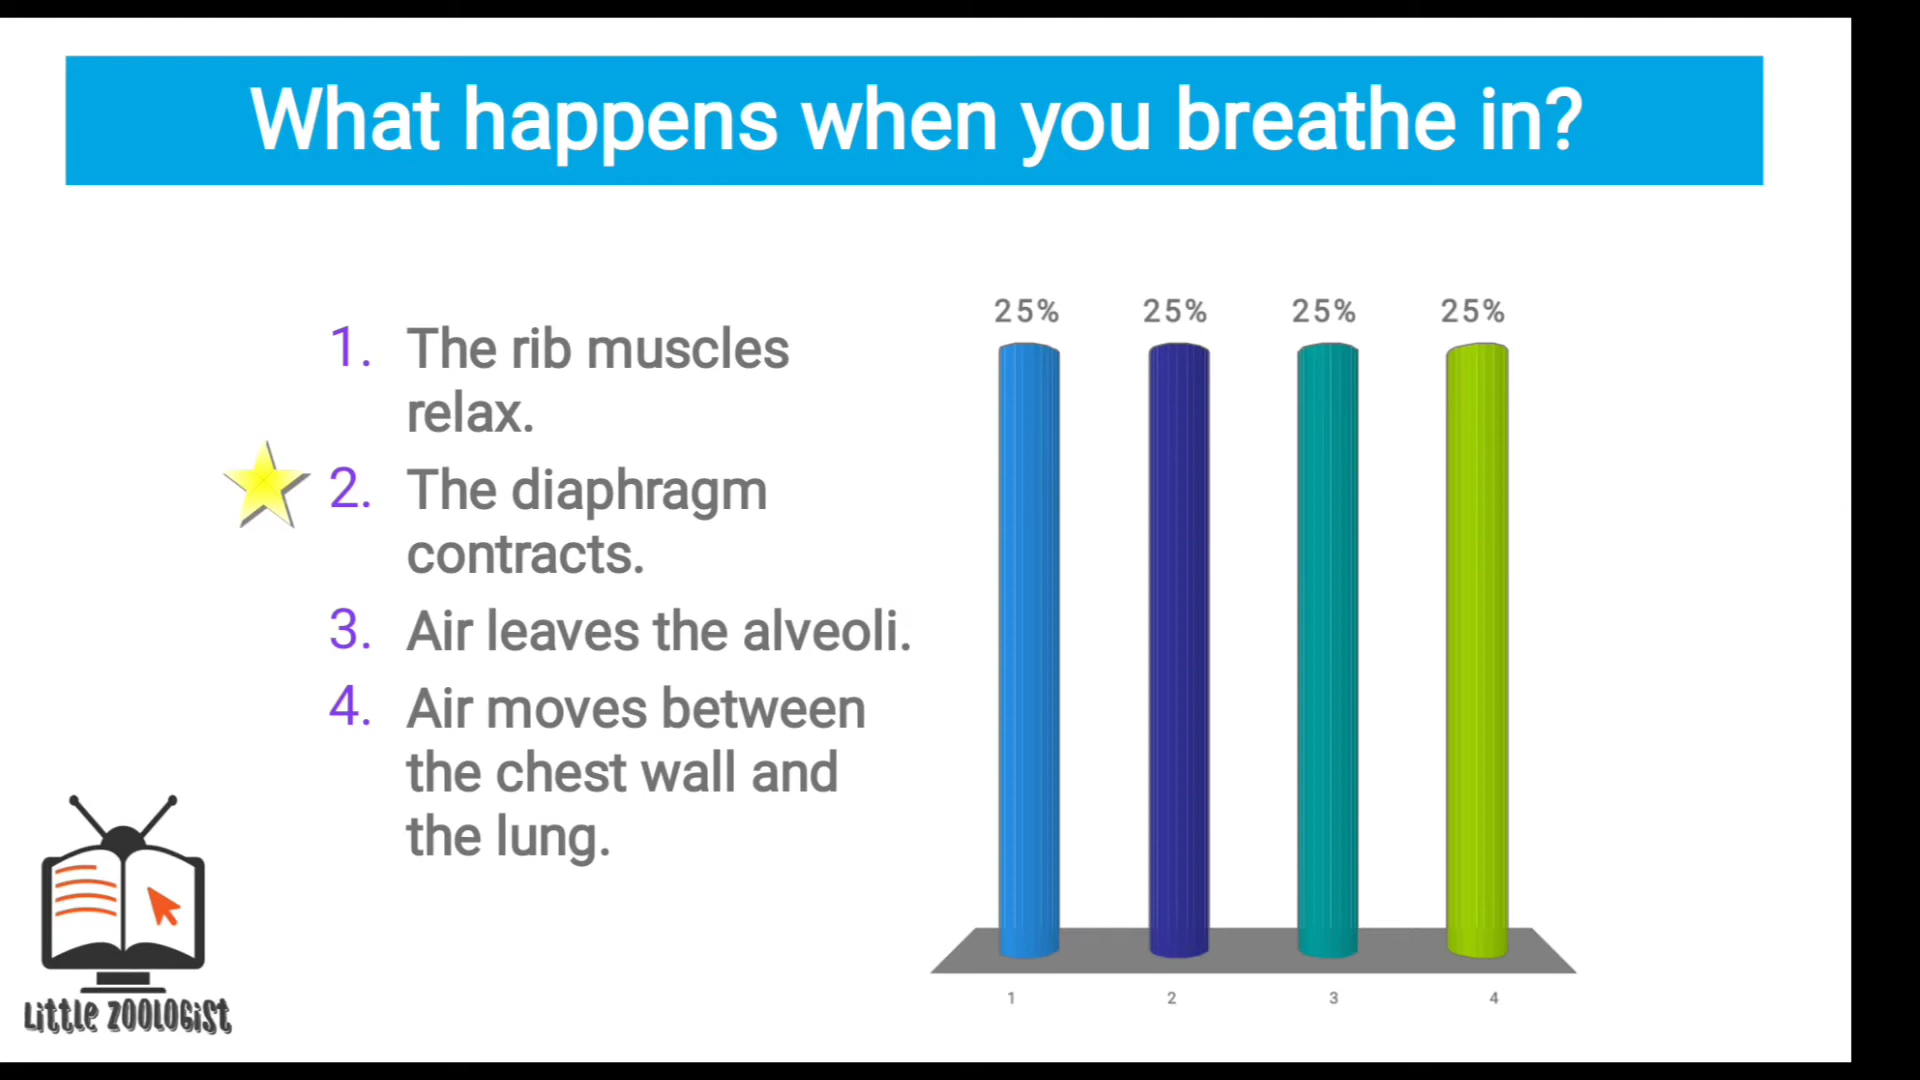 What happens when you breathe in?
1. The rib muscles
relax.
2. The diaphragm
contracts.
3. Air leaves the alveoli.
4. Air moves between
the chest wall and
the lung.
25% 25% 25% 25%
1 2 3 4
LittLe ZOOLOGiSt